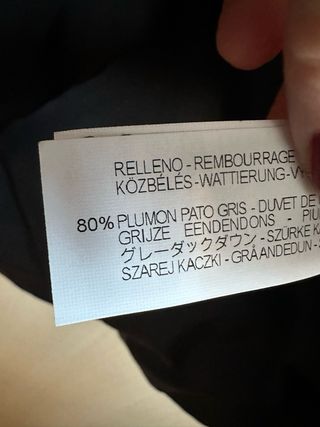 RELLENO - REMBOURRAGE
KÖZBÉLÉS-WATTIERUNG-
80% PLUMON PATO GRIS - DUVET DE
GRIJZE EENDENDONS -
グレーダックダウン - SZÜRKE
SZAREJ KACZKI - GRÅANDEDUN -